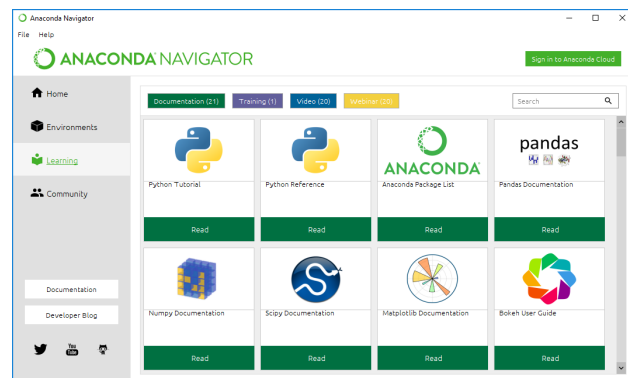 Anaconda Navigator
File Help
ANACONDA NAVIGATOR
Sign in to Anaconda Cloud
Home
Environments
Learning
Community
Documentation
Developer Blog
You
Tube
Documentation (21) Training (1) Video (20) Webinar (20)
Search
Python Tutorial
Read
Python Reference
Read
ANACONDA
Anaconda Package List
Read
pandas
Pandas Documentation
Read
Numpy Documentation
Read
Scipy Documentation
Read
Matplotlib Documentation
Read
Bokeh User Guide
Read